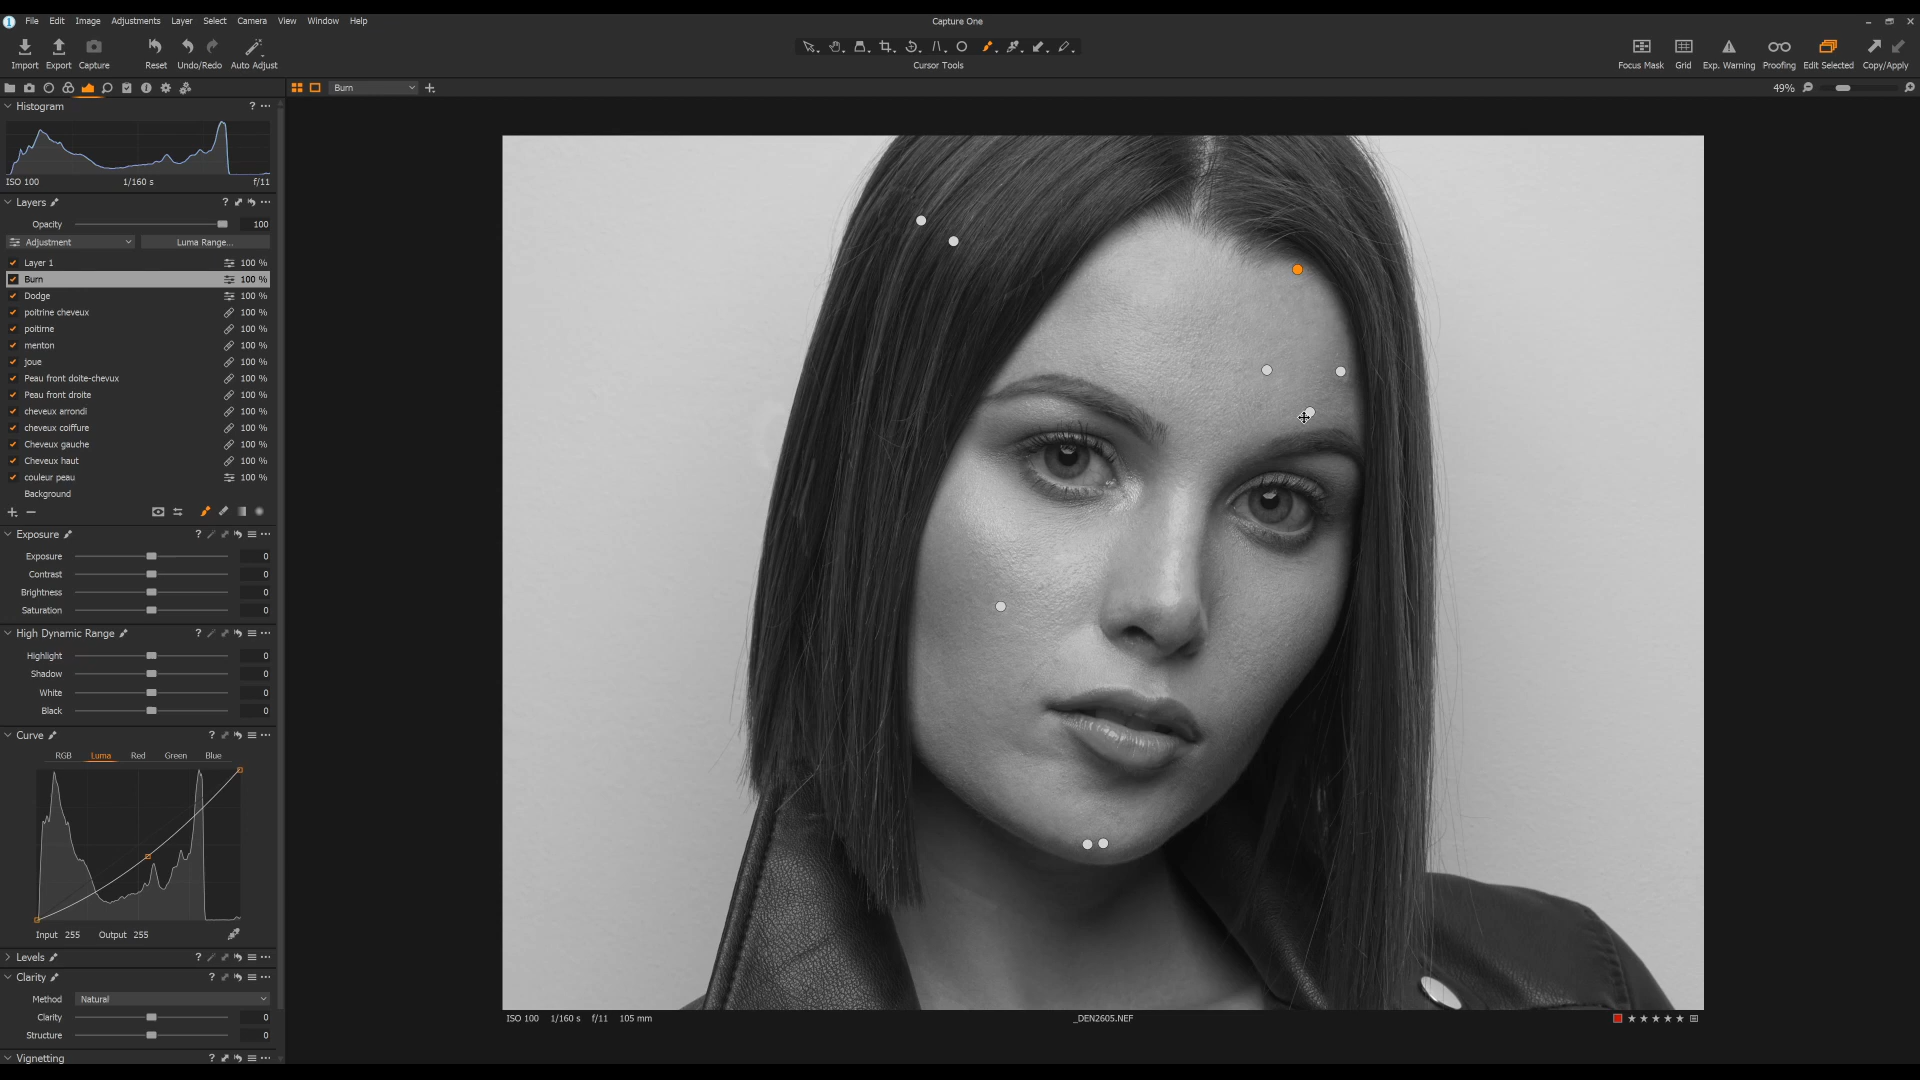 File Edit Image Adjustments Layer Select Camera View Window Help
Capture One
Import Export Capture Reset Undo/Redo Auto Adjust
Cursor Tools
Focus Mask Grid Exp. Warning Proofing Edit Selected Copy/Apply
Burn
49%
Histogram
ISO 100 1/160 s f/11
Layers
Opacity 100
Adjustment Luma Range...
Layer 1 100 %
Burn 100 %
Dodge 100 %
poitrine cheveux 100 %
poitirne 100 %
menton 100 %
joue 100 %
Peau front doite-chevux 100 %
Peau front droite 100 %
cheveux arrondi 100 %
cheveux coiffure 100 %
Cheveux gauche 100 %
Cheveux haut 100 %
couleur peau 100 %
Background
Exposure
Exposure 0
Contrast 0
Brightness 0
Saturation 0
High Dynamic Range
Highlight 0
Shadow 0
White 0
Black 0
Curve
RGB Luma Red Green Blue
Input 255 Output 255
Levels
Clarity
Method Natural
Clarity 0
Structure 0
Vignetting
ISO 100 1/160 s f/11 105 mm
_DEN2605.NEF